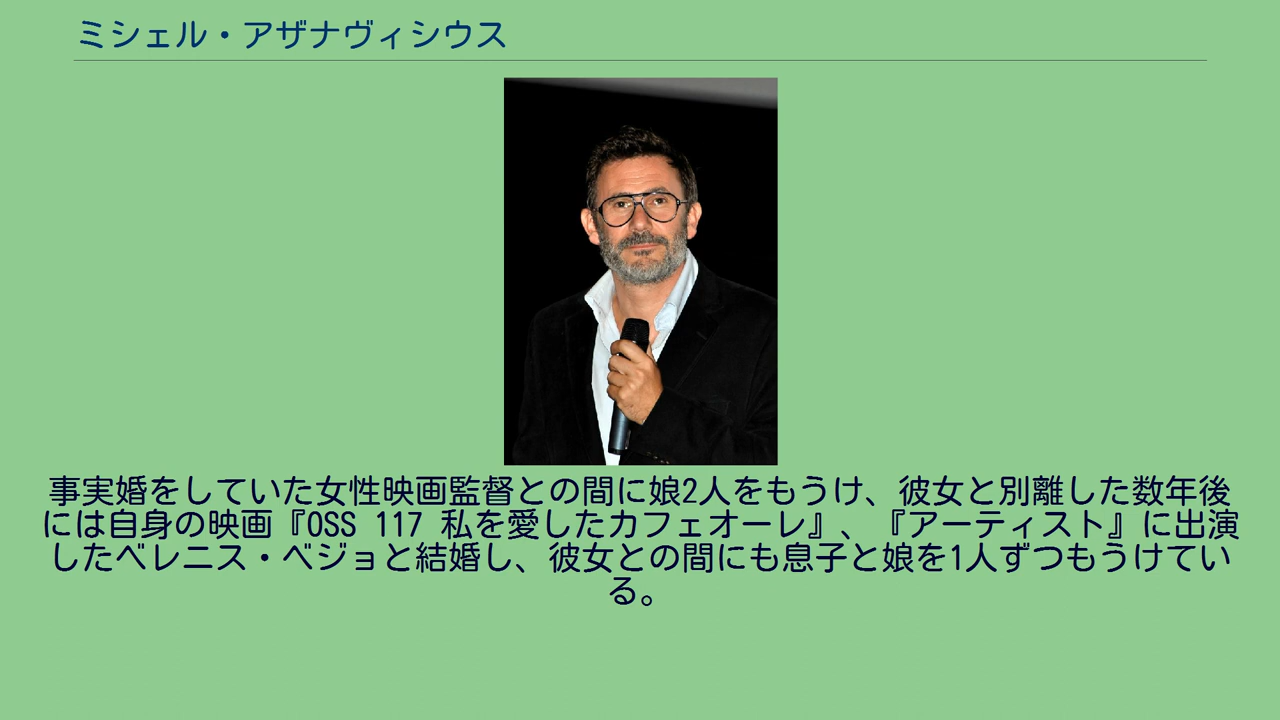 ミシェル・アザナヴィシウス
事実婚をしていた女性映画監督との間に娘2人をもうけ、彼女と別離した数年後
には自身の映画『OSS 117 私を愛したカフェオーレ』、『アーティスト』に出演
したベレニス・ベジョと結婚し、彼女との間にも息子と娘を1人ずつもうけてい
る。